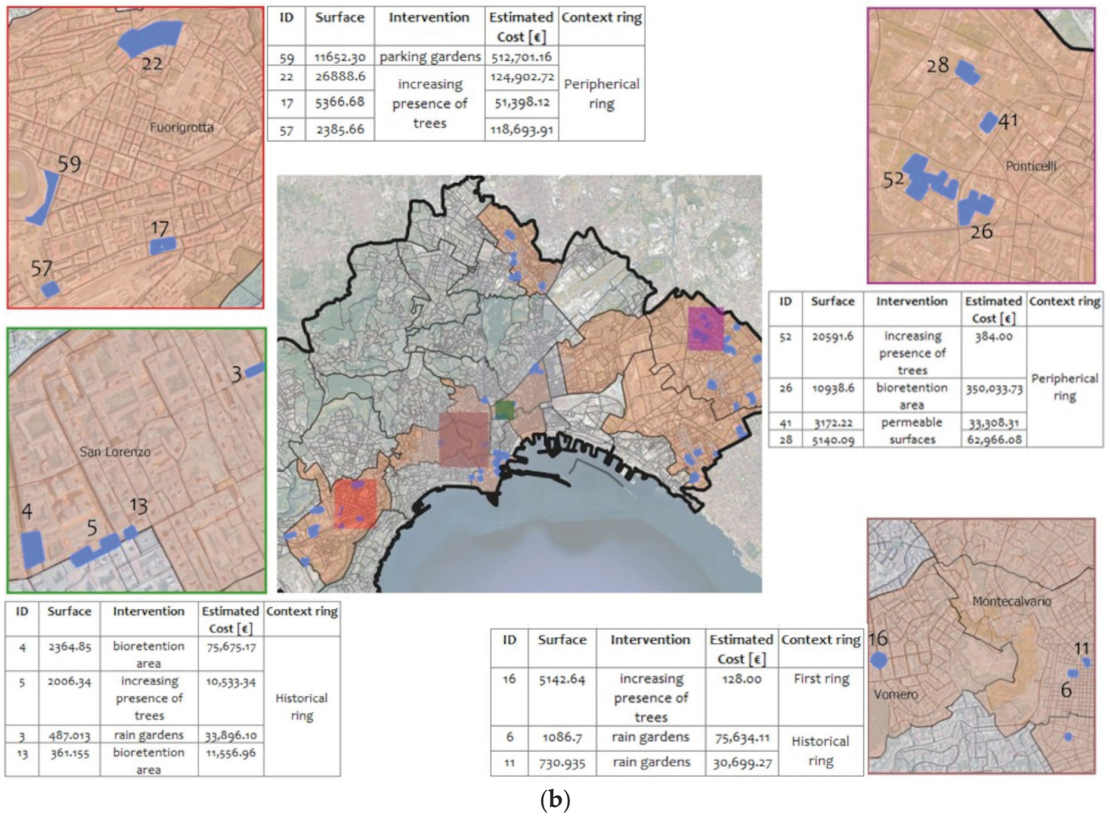 22
Fuorigrotta
59
17
57
ID Surface Intervention Estimated Cost [€] Context ring
59 11652.30 parking gardens 512,701.16 Peripherical ring
22 26888.6 increasing presence of trees 124,902.72
17 5366.68 51,398.12
57 2385.66 118,693.91
28
41
Ponticelli
52
26
ID Surface Intervention Estimated Cost [€] Context ring
52 20591.6 increasing presence of trees 384.00 Peripherical ring
26 10938.6 bioretention area 350,033.73
41 3172.22 permeable surfaces 33,308.31
28 5140.09 62,966.08
3
San Lorenzo
4
5
13
ID Surface Intervention Estimated Cost [€] Context ring
4 2364.85 bioretention area 75,675.17 Historical ring
5 2006.34 increasing presence of trees 10,533.34
3 487.013 rain gardens 33,896.10
13 361.155 bioretention area 11,556.96
ID Surface Intervention Estimated Cost [€] Context ring
16 5142.64 increasing presence of trees 128.00 First ring
6 1086.7 rain gardens 75,634.11 Historical ring
11 730.935 rain gardens 30,699.27
Montecalvario
16
11
6
Vomero
(b)